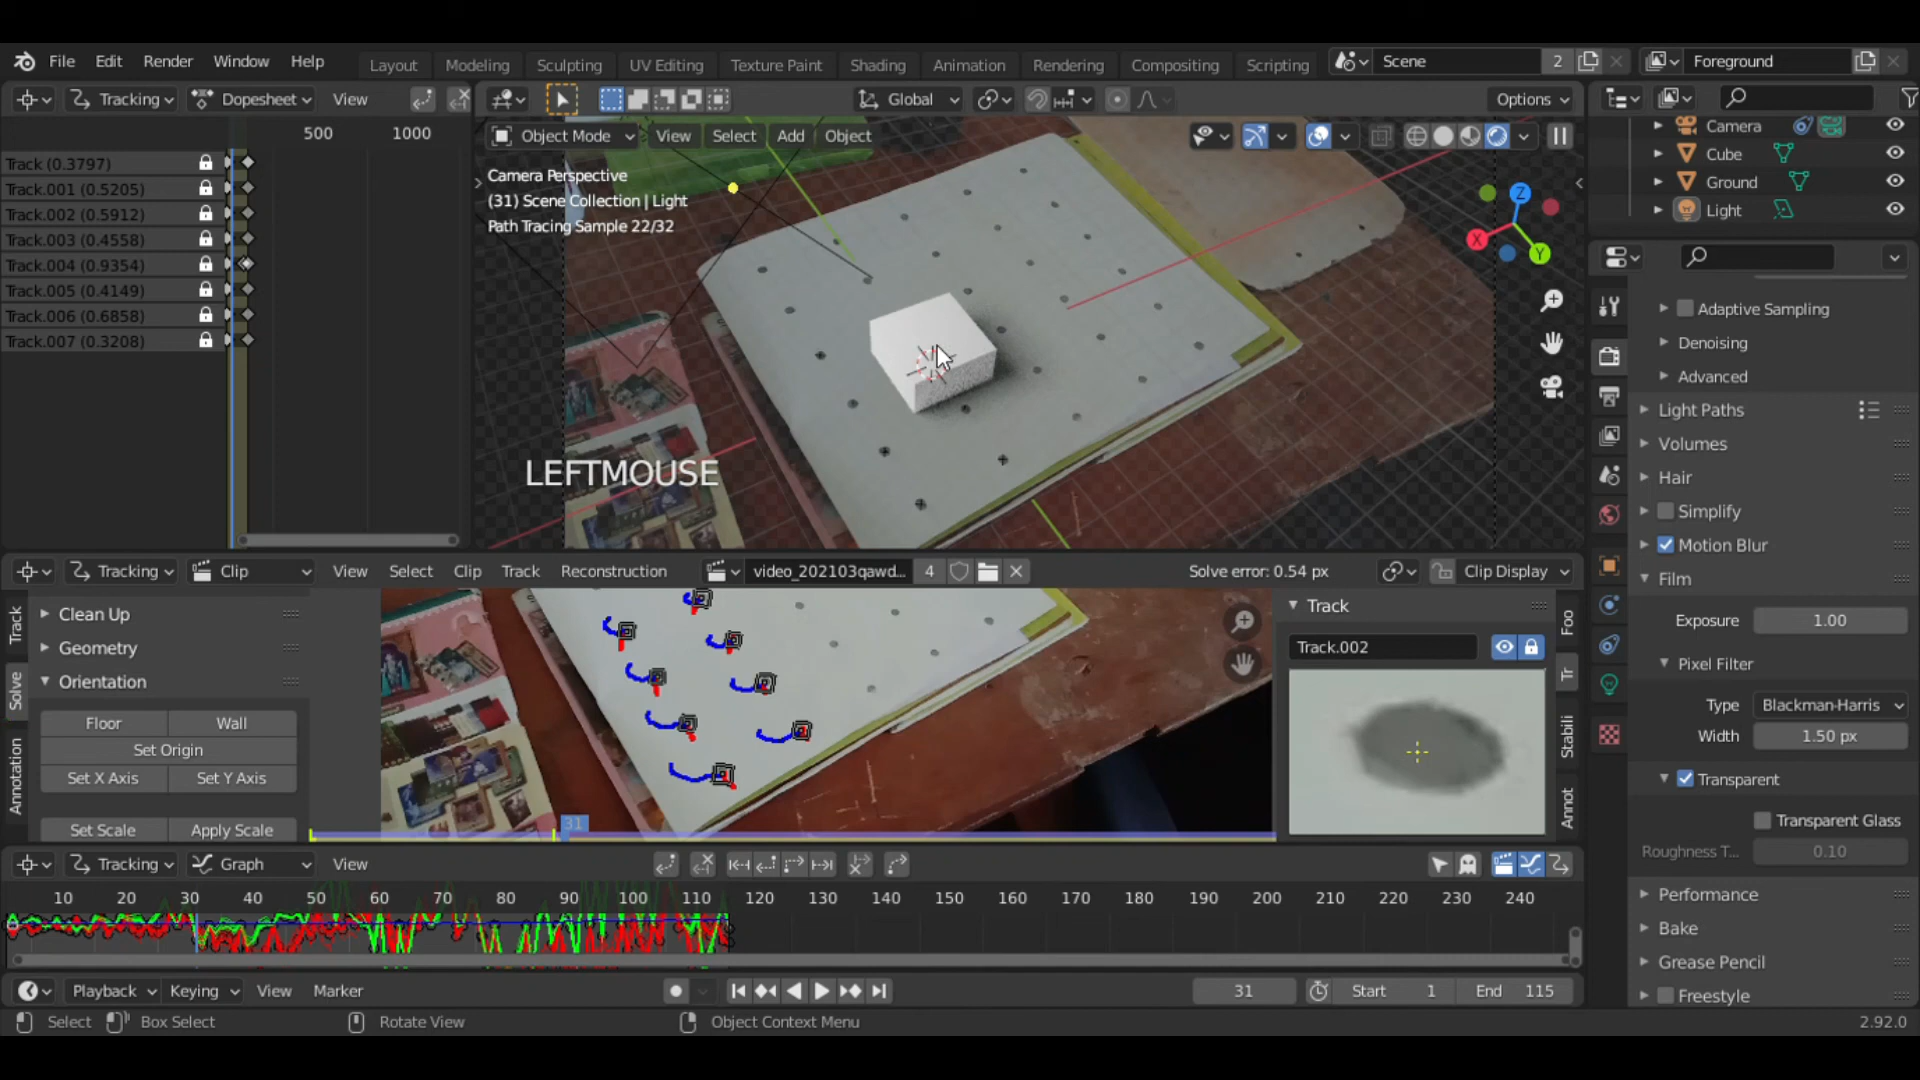 File Edit Render Window Help Layout Modeling Sculpting UV Editing Texture Paint Shading Animation Rendering Compositing Scripting Scene 2 Foreground
Tracking Dopesheet View Global Options
500 1000
Object Mode View Select Add Object
Track (0.3797)
Track.001 (0.5205)
Track.002 (0.5912)
Track.003 (0.4558)
Track.004 (0.9354)
Track.005 (0.4149)
Track.006 (0.6858)
Track.007 (0.3208)
Camera Perspective
(31) Scene Collection | Light
Path Tracing Sample 22/32
Z
X
Y
LEFTMOUSE
Camera
Cube
Ground
Light
Adaptive Sampling
Denoising
Advanced
Light Paths
Volumes
Hair
Simplify
Motion Blur
Film
Exposure 1.00
Pixel Filter
Type Blackman-Harris
Width 1.50 px
Transparent
Transparent Glass
Roughness T... 0.10
Performance
Bake
Grease Pencil
Freestyle
Tracking Clip View Select Clip Track Reconstruction video_202103qawd... 4 Solve error: 0.54 px Clip Display
Track
Solve
Annotation
Clean Up
Geometry
Orientation
Floor Wall
Set Origin
Set X Axis Set Y Axis
Set Scale Apply Scale
31
Track
Track.002
Foo
Tr
Stabili
Annot
Tracking Graph View
10 20 30 40 50 60 70 80 90 100 110 120 130 140 150 160 170 180 190 200 210 220 230 240
Playback Keying View Marker 31 Start 1 End 115
Select Box Select Rotate View Object Context Menu 2.92.0